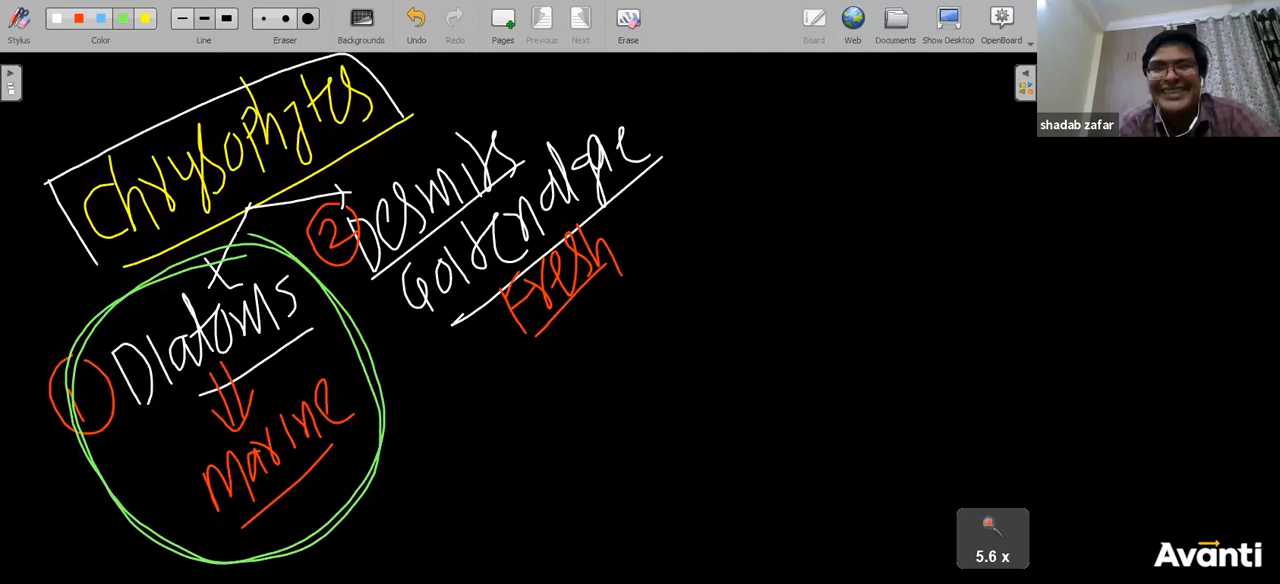 Stylus
Color
Line
Eraser
Backgrounds
Undo
Redo
Pages
Previous
Next
Erase
Board
Web
Documents
Show Desktop
OpenBoard
shadab zafar
Chrysophytes
2 Desmids
Goldenalgae
Fresh
1 Diatoms
Marine
5.6 x
Avanti